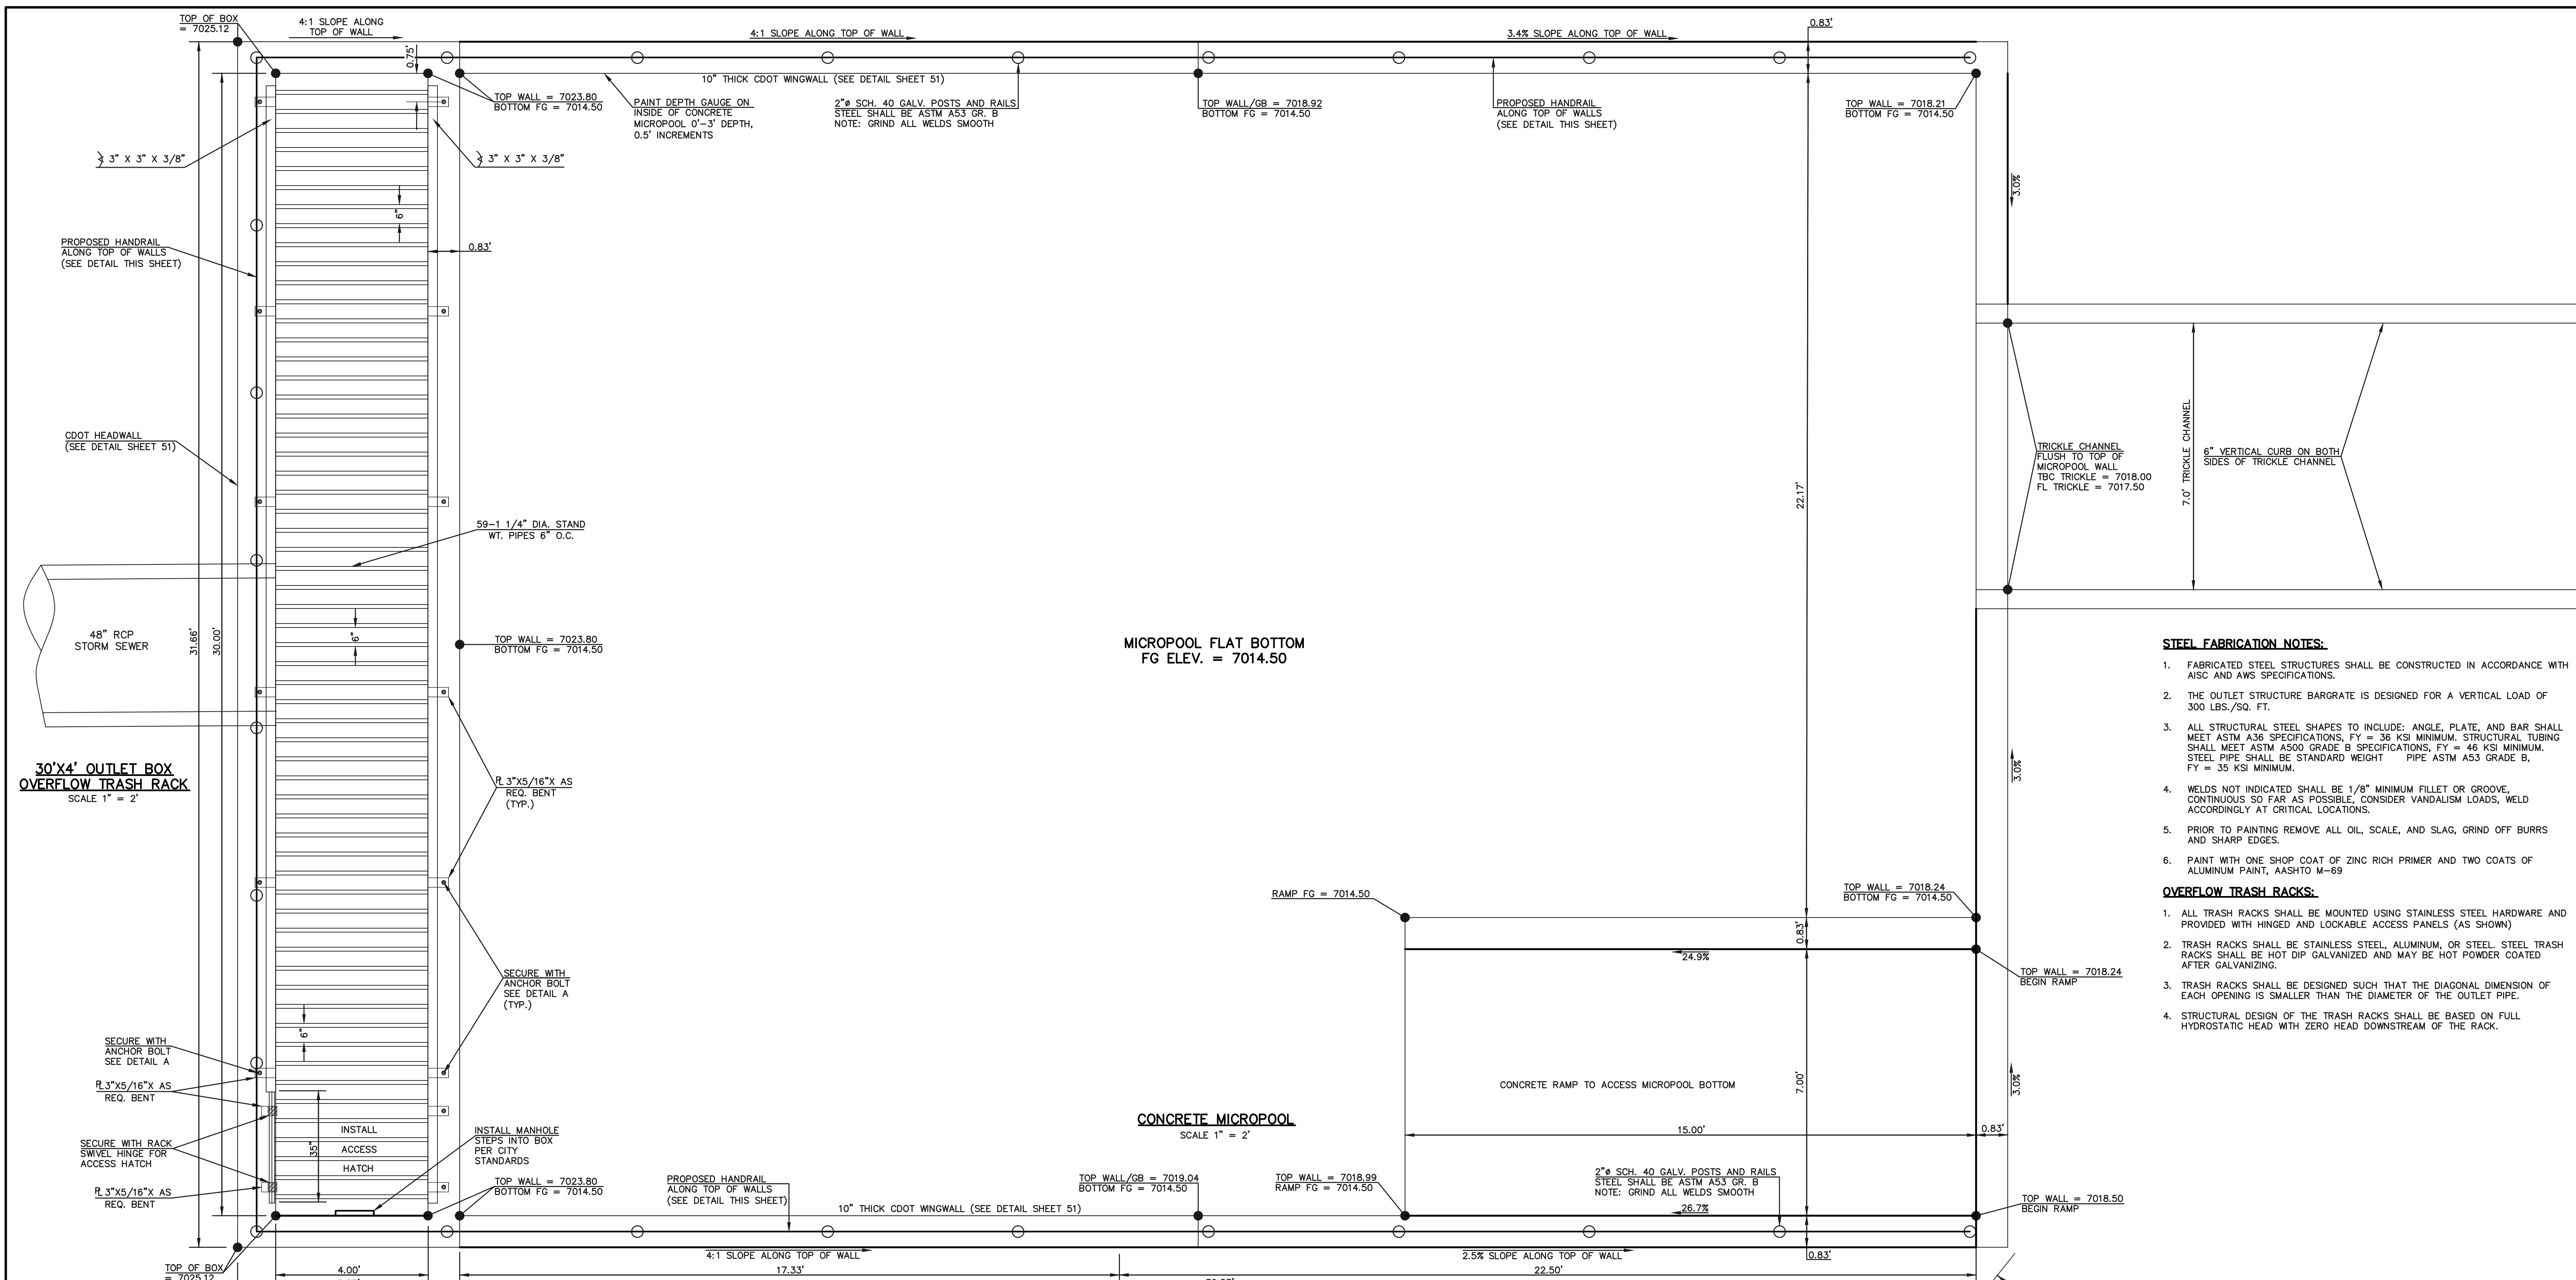 TOP OF BOX
= 7025.12
4:1 SLOPE ALONG
TOP OF WALL
4:1 SLOPE ALONG TOP OF WALL
3.4% SLOPE ALONG TOP OF WALL
0.83'
0.75'
10" THICK CDOT WINGWALL (SEE DETAIL SHEET 51)
TOP WALL = 7023.80
BOTTOM FG = 7014.50
PAINT DEPTH GAUGE ON
INSIDE OF CONCRETE
MICROPOOL 0'-3' DEPTH,
0.5' INCREMENTS
2"ø SCH. 40 GALV. POSTS AND RAILS
STEEL SHALL BE ASTM A53 GR. B
NOTE: GRIND ALL WELDS SMOOTH
TOP WALL/GB = 7018.92
BOTTOM FG = 7014.50
PROPOSED HANDRAIL
ALONG TOP OF WALLS
(SEE DETAIL THIS SHEET)
TOP WALL = 7018.21
BOTTOM FG = 7014.50
3" X 3" X 3/8"
3" X 3" X 3/8"
3.0%
6"
PROPOSED HANDRAIL
ALONG TOP OF WALLS
(SEE DETAIL THIS SHEET)
0.83'
CDOT HEADWALL
(SEE DETAIL SHEET 51)
22.17'
TRICKLE CHANNEL
FLUSH TO TOP OF
MICROPOOL WALL
TBC TRICKLE = 7018.00
FL TRICKLE = 7017.50
7.0' TRICKLE CHANNEL
6" VERTICAL CURB ON BOTH
SIDES OF TRICKLE CHANNEL
59-1 1/4" DIA. STAND
WT. PIPES 6" O.C.
48" RCP
STORM SEWER
31.66'
30.00'
6"
TOP WALL = 7023.80
BOTTOM FG = 7014.50
MICROPOOL FLAT BOTTOM
FG ELEV. = 7014.50
30'X4' OUTLET BOX
OVERFLOW TRASH RACK
SCALE 1" = 2'
℄ 3"X5/16"X AS
REQ. BENT
(TYP.)
3.0%
STEEL FABRICATION NOTES:
1. FABRICATED STEEL STRUCTURES SHALL BE CONSTRUCTED IN ACCORDANCE WITH
AISC AND AWS SPECIFICATIONS.
2. THE OUTLET STRUCTURE BARGRATE IS DESIGNED FOR A VERTICAL LOAD OF
300 LBS./SQ. FT.
3. ALL STRUCTURAL STEEL SHAPES TO INCLUDE: ANGLE, PLATE, AND BAR SHALL
MEET ASTM A36 SPECIFICATIONS, FY = 36 KSI MINIMUM. STRUCTURAL TUBING
SHALL MEET ASTM A500 GRADE B SPECIFICATIONS, FY = 46 KSI MINIMUM.
STEEL PIPE SHALL BE STANDARD WEIGHT PIPE ASTM A53 GRADE B,
FY = 35 KSI MINIMUM.
4. WELDS NOT INDICATED SHALL BE 1/8" MINIMUM FILLET OR GROOVE,
CONTINUOUS SO FAR AS POSSIBLE, CONSIDER VANDALISM LOADS, WELD
ACCORDINGLY AT CRITICAL LOCATIONS.
5. PRIOR TO PAINTING REMOVE ALL OIL, SCALE, AND SLAG, GRIND OFF BURRS
AND SHARP EDGES.
6. PAINT WITH ONE SHOP COAT OF ZINC RICH PRIMER AND TWO COATS OF
ALUMINUM PAINT, AASHTO M-69
OVERFLOW TRASH RACKS:
1. ALL TRASH RACKS SHALL BE MOUNTED USING STAINLESS STEEL HARDWARE AND
PROVIDED WITH HINGED AND LOCKABLE ACCESS PANELS (AS SHOWN)
2. TRASH RACKS SHALL BE STAINLESS STEEL, ALUMINUM, OR STEEL. STEEL TRASH
RACKS SHALL BE HOT DIP GALVANIZED AND MAY BE HOT POWDER COATED
AFTER GALVANIZING.
3. TRASH RACKS SHALL BE DESIGNED SUCH THAT THE DIAGONAL DIMENSION OF
EACH OPENING IS SMALLER THAN THE DIAMETER OF THE OUTLET PIPE.
4. STRUCTURAL DESIGN OF THE TRASH RACKS SHALL BE BASED ON FULL
HYDROSTATIC HEAD WITH ZERO HEAD DOWNSTREAM OF THE RACK.
RAMP FG = 7014.50
TOP WALL = 7018.24
BOTTOM FG = 7014.50
0.83'
24.9%
TOP WALL = 7018.24
BEGIN RAMP
SECURE WITH
ANCHOR BOLT
SEE DETAIL A
(TYP.)
6"
SECURE WITH
ANCHOR BOLT
SEE DETAIL A
℄ 3"X5/16"X AS
REQ. BENT
CONCRETE RAMP TO ACCESS MICROPOOL BOTTOM
7.00'
3.0%
CONCRETE MICROPOOL
SCALE 1" = 2'
15.00'
0.83'
INSTALL
ACCESS
HATCH
35"
INSTALL MANHOLE
STEPS INTO BOX
PER CITY
STANDARDS
SECURE WITH RACK
SWIVEL HINGE FOR
ACCESS HATCH
℄ 3"X5/16"X AS
REQ. BENT
TOP WALL = 7023.80
BOTTOM FG = 7014.50
PROPOSED HANDRAIL
ALONG TOP OF WALLS
(SEE DETAIL THIS SHEET)
TOP WALL/GB = 7019.04
BOTTOM FG = 7014.50
TOP WALL = 7018.99
RAMP FG = 7014.50
2"ø SCH. 40 GALV. POSTS AND RAILS
STEEL SHALL BE ASTM A53 GR. B
NOTE: GRIND ALL WELDS SMOOTH
TOP WALL = 7018.50
BEGIN RAMP
10" THICK CDOT WINGWALL (SEE DETAIL SHEET 51)
26.7%
4:1 SLOPE ALONG TOP OF WALL
2.5% SLOPE ALONG TOP OF WALL
0.83'
TOP OF BOX
= 7025.12
4.00'
17.33'
22.50'